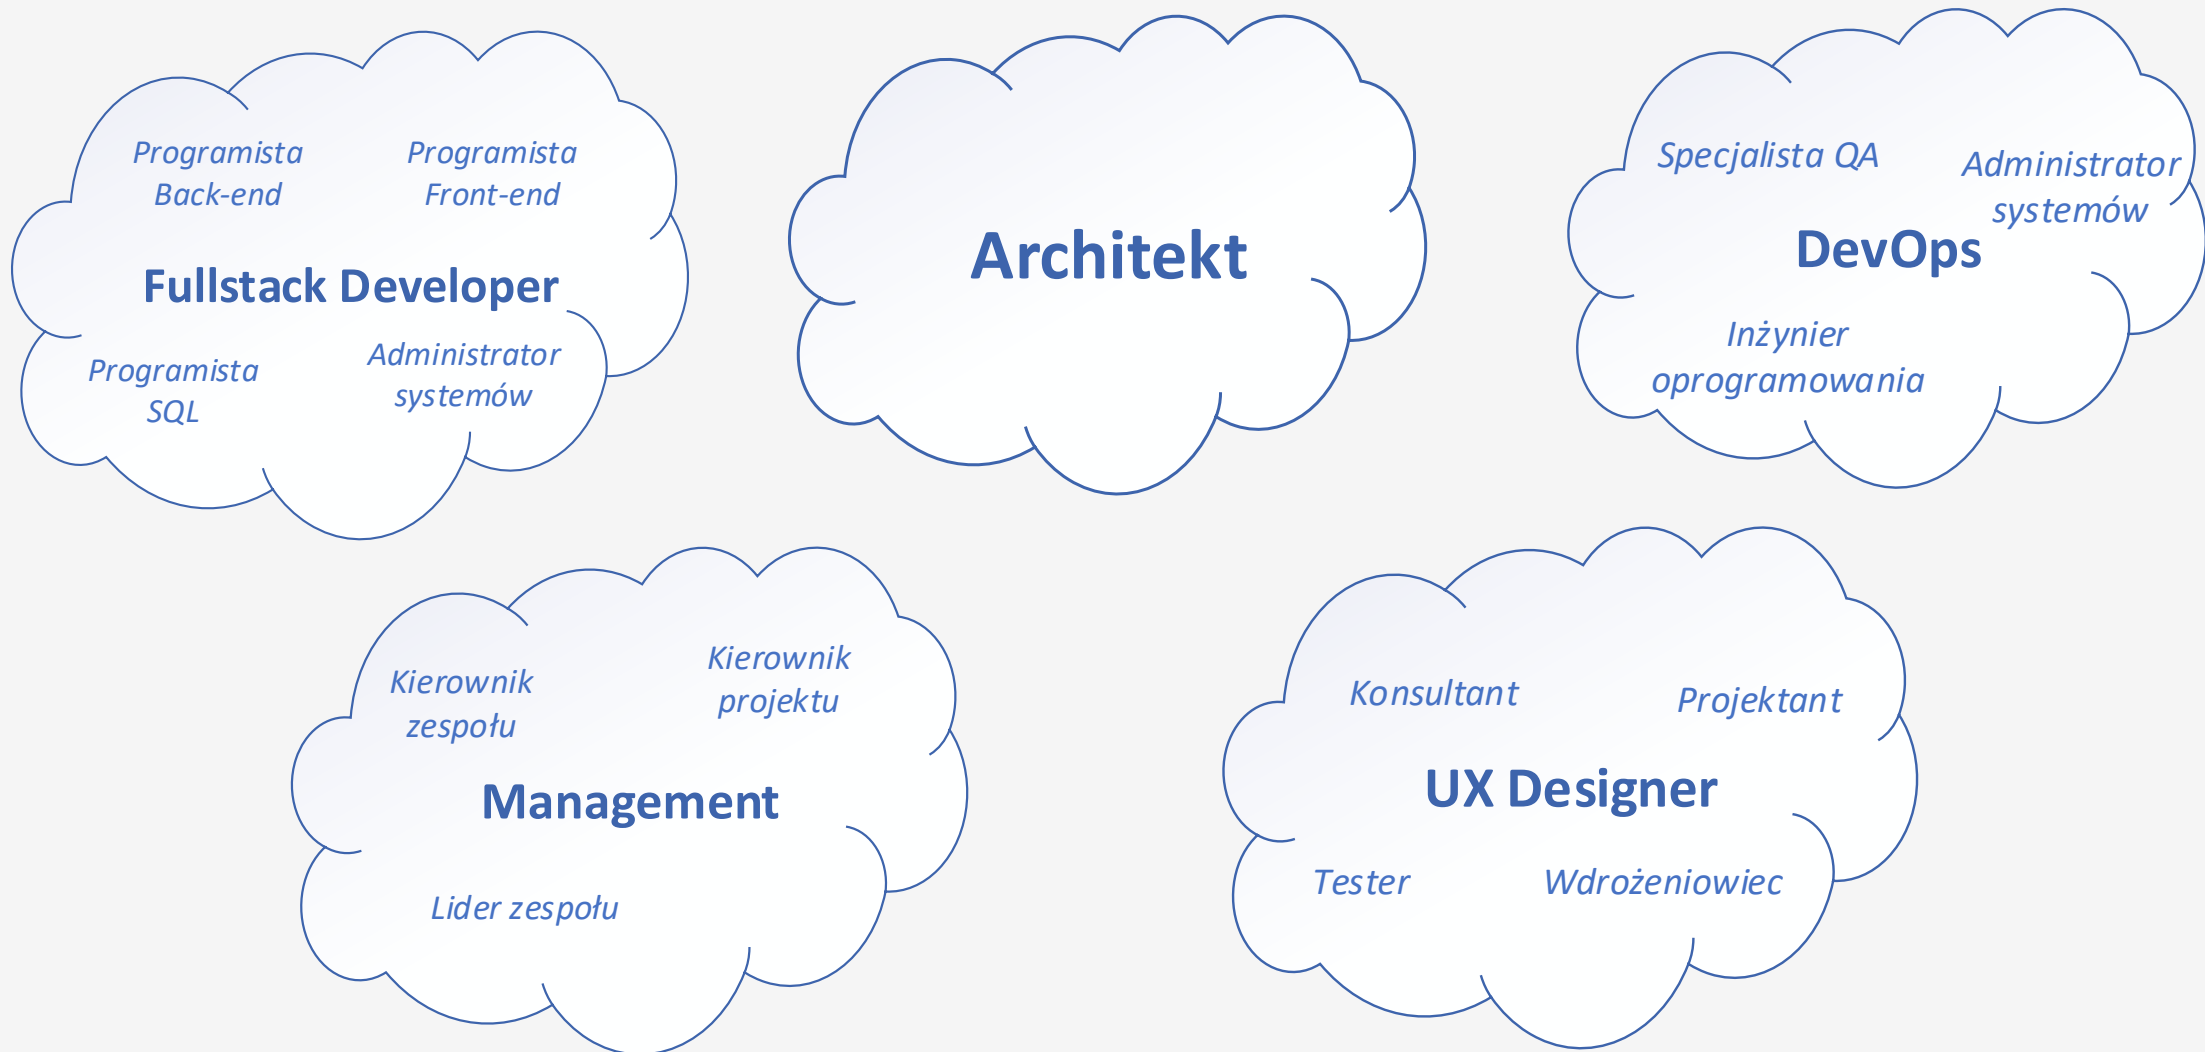 Programista
Back-end
Programista
Front-end
Fullstack Developer
Programista
SQL
Administrator
systemów
Architekt
Specjalista QA
Administrator
systemów
DevOps
Inżynier
oprogramowania
Kierownik
zespołu
Kierownik
projektu
Management
Lider zespołu
Konsultant
Projektant
UX Designer
Tester
Wdrożeniowiec